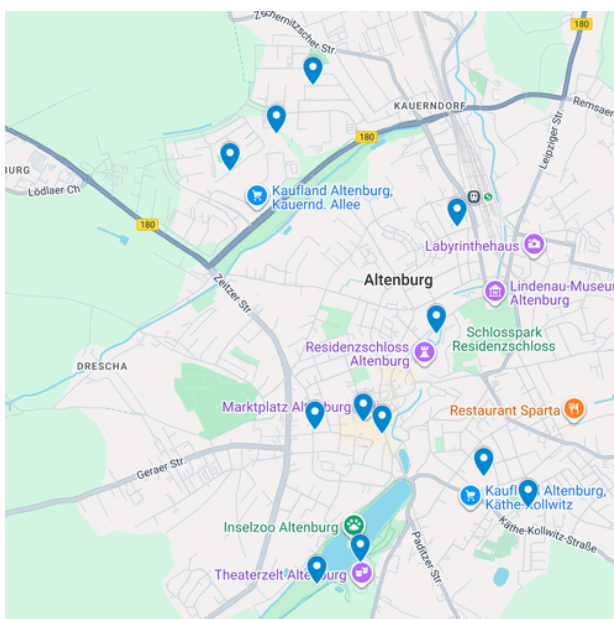 Zschernitzscher Str.
KAUERNDORF
180
Remsaer
Leipziger Str.
180
BURG
Lödlaer Ch
Kaufland Altenburg,
Kauernd. Allee
180
Labyrinthehaus
Zeitzer Str.
Altenburg
Lindenau-Museum
Altenburg
Schlosspark
Residenzschloss
Residenzschloss
Altenburg
DRESCHA
Marktplatz Altenburg
Restaurant Sparta
Geraer Str.
Kaufland Altenburg,
Käthe-Kollwitz
Inselzoo Altenburg
Käthe-Kollwitz-Straße
Paditzer Str.
Theaterzelt Altenburg